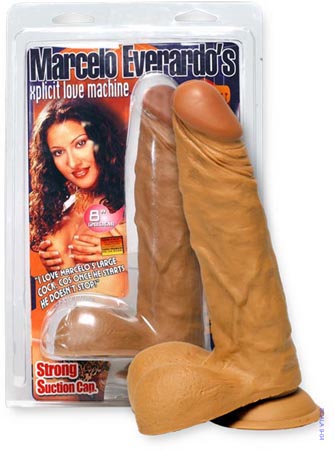 Marcelo Everardo's
xplicit love machine
8"
"I LOVE MARCELO'S LARGE
COCK, COS ONCE HE STARTS
HE DOESN'T STOP!"
Strong
Suction Cap.